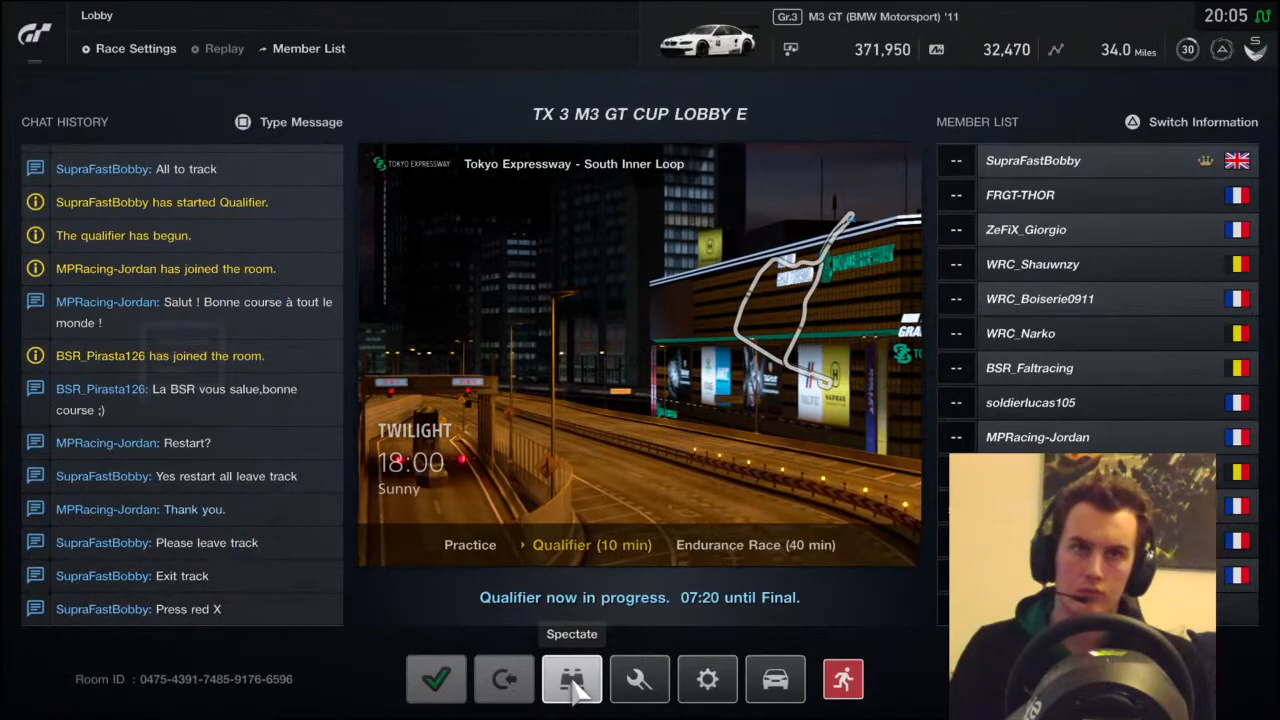 Lobby
Race Settings
Replay
Member List
Gr.3
M3 GT (BMW Motorsport) '11
371,950
32,470
34.0 Miles
30
S
20:05
TX 3 M3 GT CUP LOBBY E
CHAT HISTORY
Type Message
SupraFastBobby: All to track
SupraFastBobby has started Qualifier.
The qualifier has begun.
MPRacing-Jordan has joined the room.
MPRacing-Jordan: Salut ! Bonne course à tout le
monde !
BSR_Pirasta126 has joined the room.
BSR_Pirasta126: La BSR vous salue,bonne
course ;)
MPRacing-Jordan: Restart?
SupraFastBobby: Yes restart all leave track
MPRacing-Jordan: Thank you.
SupraFastBobby: Please leave track
SupraFastBobby: Exit track
SupraFastBobby: Press red X
TOKYO EXPRESSWAY
Tokyo Expressway - South Inner Loop
TWILIGHT
18:00
Sunny
Practice
Qualifier (10 min)
Endurance Race (40 min)
Qualifier now in progress. 07:20 until Final.
Spectate
MEMBER LIST
Switch Information
-- SupraFastBobby
-- FRGT-THOR
-- ZeFiX_Giorgio
-- WRC_Shawnzy
-- WRC_Boiserie0911
-- WRC_Narko
-- BSR_Faltracing
-- soldierlucas105
-- MPRacing-Jordan
Room ID : 0475-4391-7485-9176-6596